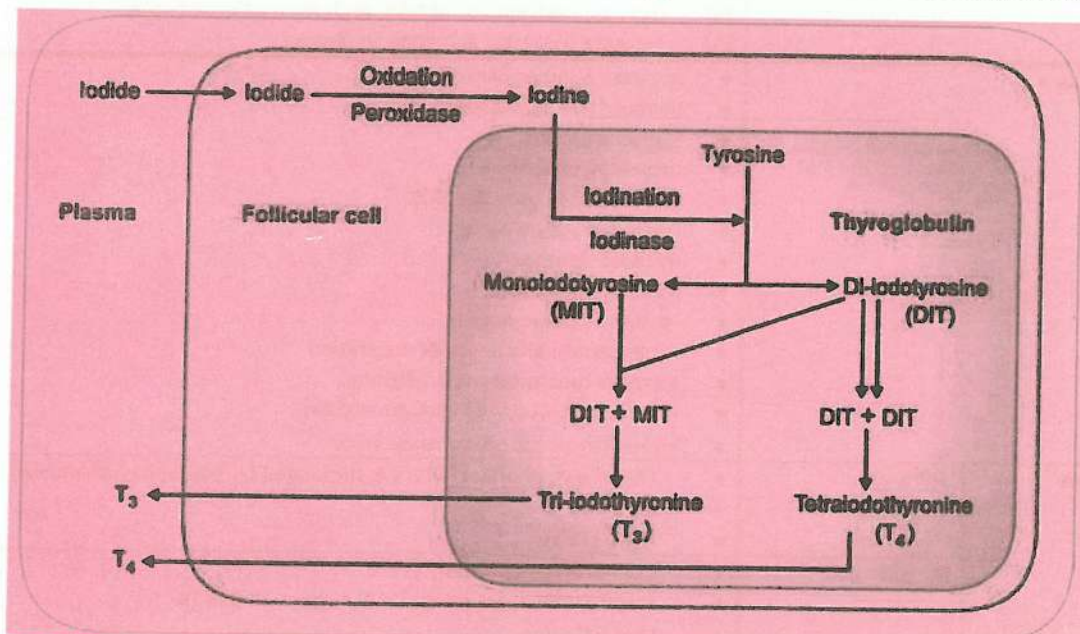 Iodide
Iodide
Oxidation
Peroxidase
Iodine
Tyrosine
Plasma
Follicular cell
Iodination
Iodinase
Thyroglobulin
Monoiodotyrosine
(MIT)
Di-iodotyrosine
(DIT)
DIT + MIT
DIT + DIT
T₃
Tri-iodothyronine
(T₃)
Tetraiodothyronine
(T₄)
T₄